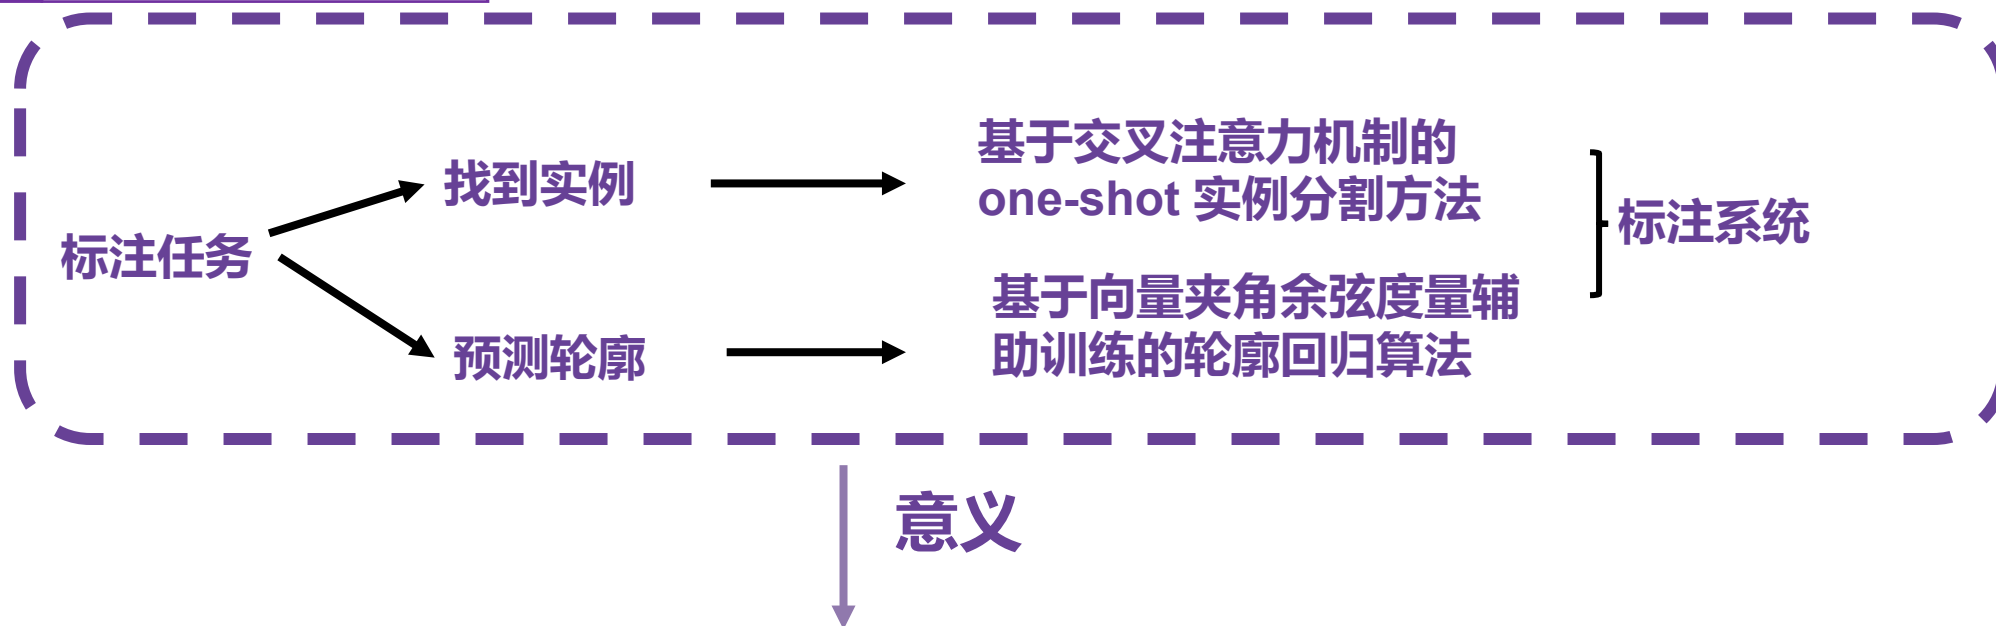 标注任务
找到实例
基于交叉注意力机制的
one-shot 实例分割方法
预测轮廓
基于向量夹角余弦度量辅
助训练的轮廓回归算法
标注系统
意义